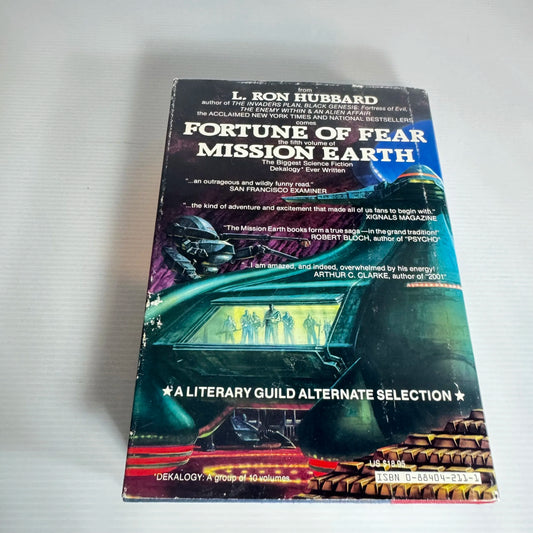 from
L. RON HUBBARD
author of THE INVADERS PLAN, BLACK GENESIS: Fortress of Evil,
THE ENEMY WITHIN & AN ALIEN AFFAIR
the ACCLAIMED NEW YORK TIMES AND NATIONAL BESTSELLERS
comes
FORTUNE OF FEAR
the fifth volume of
MISSION EARTH
The Biggest Science Fiction
Dekalogy* Ever Written
"...an outrageous and wildly funny read."
SAN FRANCISCO EXAMINER
"...the kind of adventure and excitement that made all of us fans to begin with."
XIGNALS MAGAZINE
"The Mission Earth books form a true saga—in the grand tradition!"
ROBERT BLOCH, author of "PSYCHO"
"...I am amazed, and indeed, overwhelmed by his energy!"
ARTHUR C. CLARKE, author of "2001"
★A LITERARY GUILD ALTERNATE SELECTION★
US $18.95
*DEKALOGY: A group of 10 volumes.
ISBN 0-88404-211-1